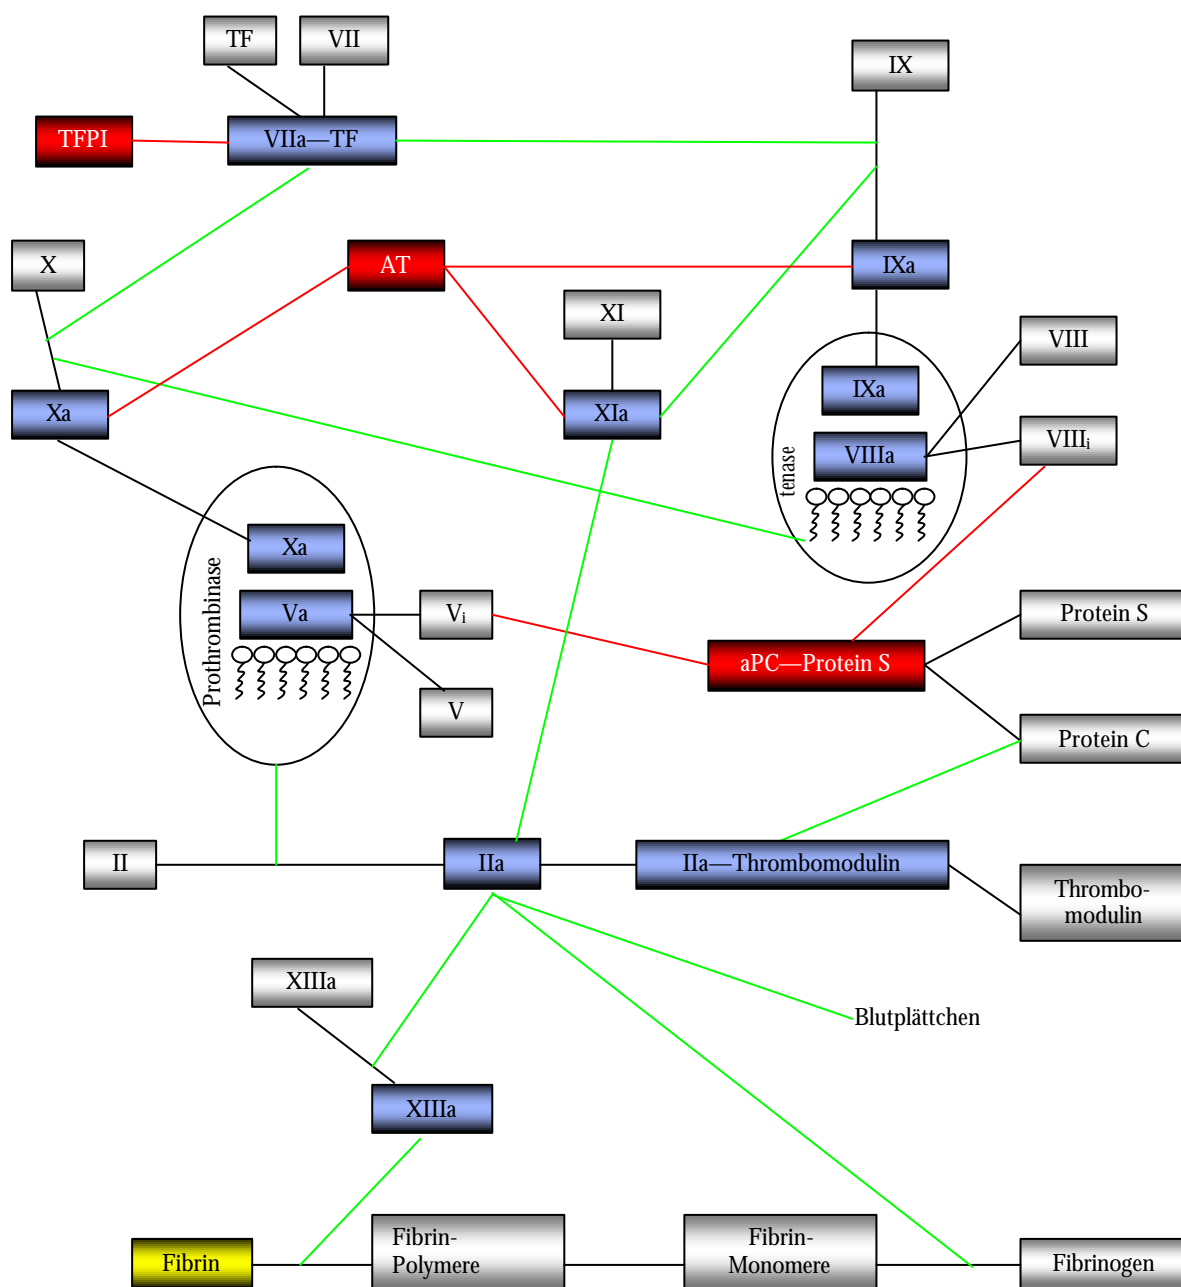 TF
VII
IX
TFPI
VIIa—TF
X
AT
IXa
XI
VIII
Xa
XIa
IXa
VIIIa
VIIIᵢ
tenase
Xa
Prothrombinase
Va
Vᵢ
Protein S
aPC—Protein S
V
Protein C
II
IIa
IIa—Thrombomodulin
Thrombo-
modulin
XIIIa
Blutplättchen
XIIIa
Fibrin
Fibrin-
Polymere
Fibrin-
Monomere
Fibrinogen